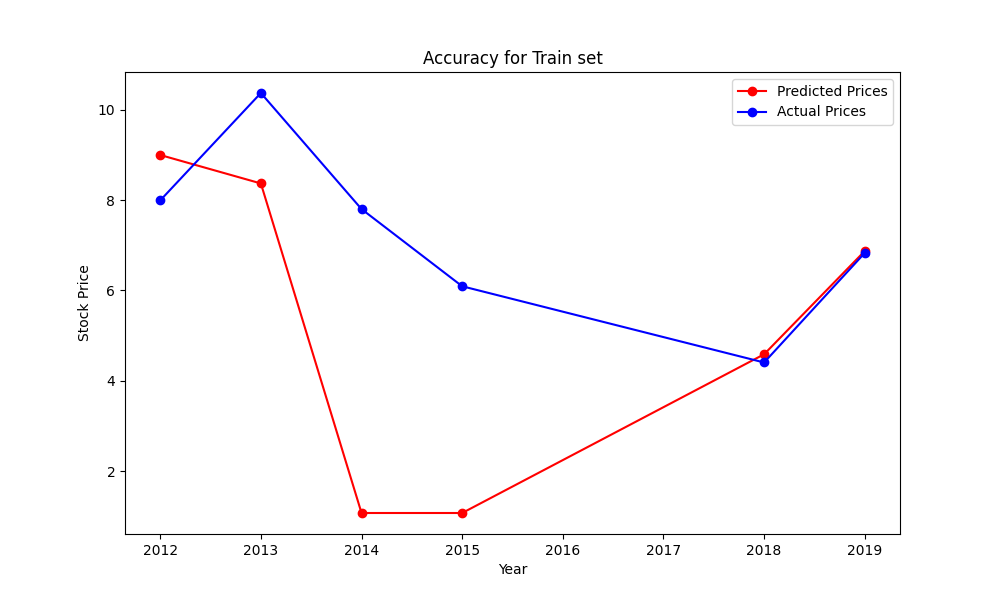 Accuracy for Train set
Predicted Prices
Actual Prices
10
8
6
4
2
Stock Price
2012 2013 2014 2015 2016 2017 2018 2019
Year